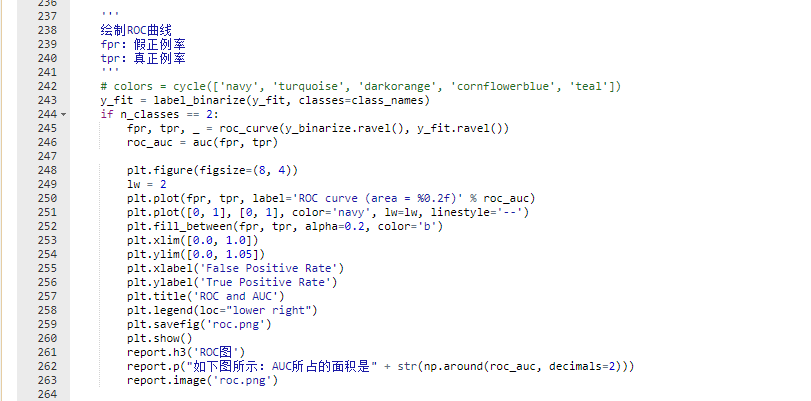 236
237 '''
238 绘制ROC曲线
239 fpr: 假正例率
240 tpr: 真正例率
241 '''
242 # colors = cycle(['navy', 'turquoise', 'darkorange', 'cornflowerblue', 'teal'])
243 y_fit = label_binarize(y_fit, classes=class_names)
244 if n_classes == 2:
245 fpr, tpr, _ = roc_curve(y_binarize.ravel(), y_fit.ravel())
246 roc_auc = auc(fpr, tpr)
247
248 plt.figure(figsize=(8, 4))
249 lw = 2
250 plt.plot(fpr, tpr, label='ROC curve (area = %0.2f)' % roc_auc)
251 plt.plot([0, 1], [0, 1], color='navy', lw=lw, linestyle='--')
252 plt.fill_between(fpr, tpr, alpha=0.2, color='b')
253 plt.xlim([0.0, 1.0])
254 plt.ylim([0.0, 1.05])
255 plt.xlabel('False Positive Rate')
256 plt.ylabel('True Positive Rate')
257 plt.title('ROC and AUC')
258 plt.legend(loc="lower right")
259 plt.savefig('roc.png')
260 plt.show()
261 report.h3('ROC图')
262 report.p("如下图所示: AUC所占的面积是" + str(np.around(roc_auc, decimals=2)))
263 report.image('roc.png')
264